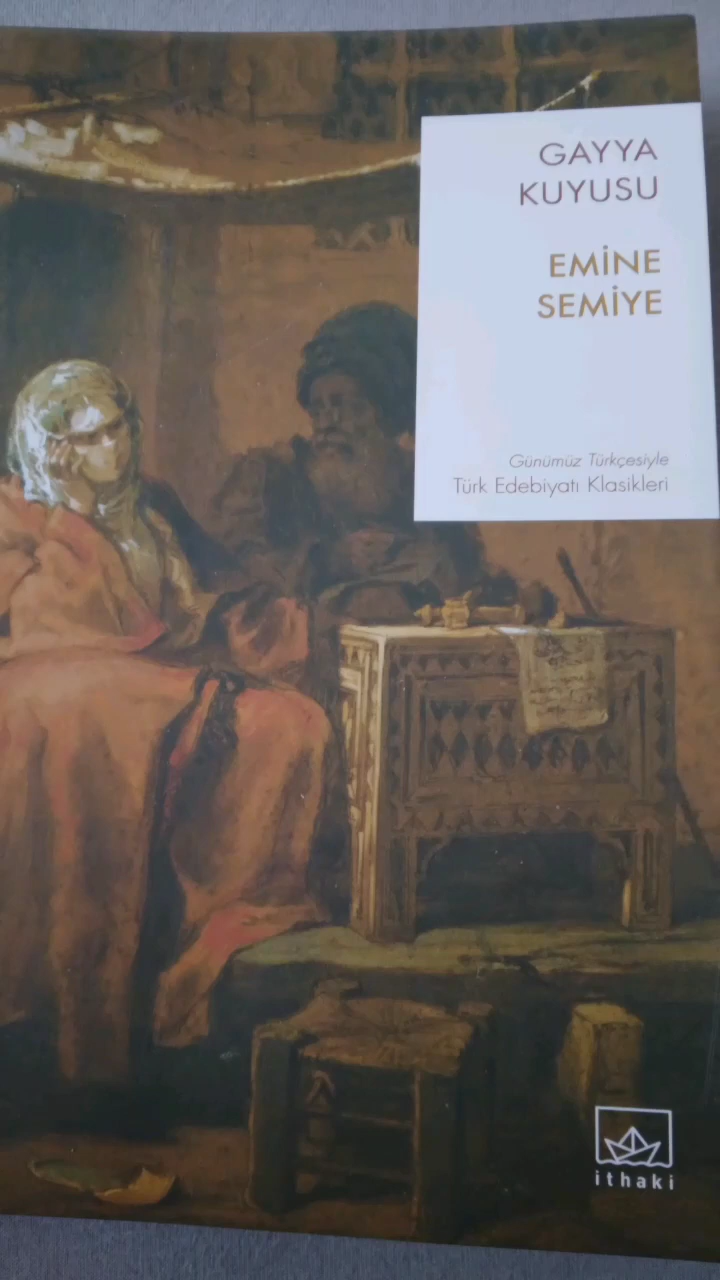 GAYYA
KUYUSU
EMİNE
SEMİYE
Günümüz Türkçesiyle
Türk Edebiyatı Klasikleri
ithaki